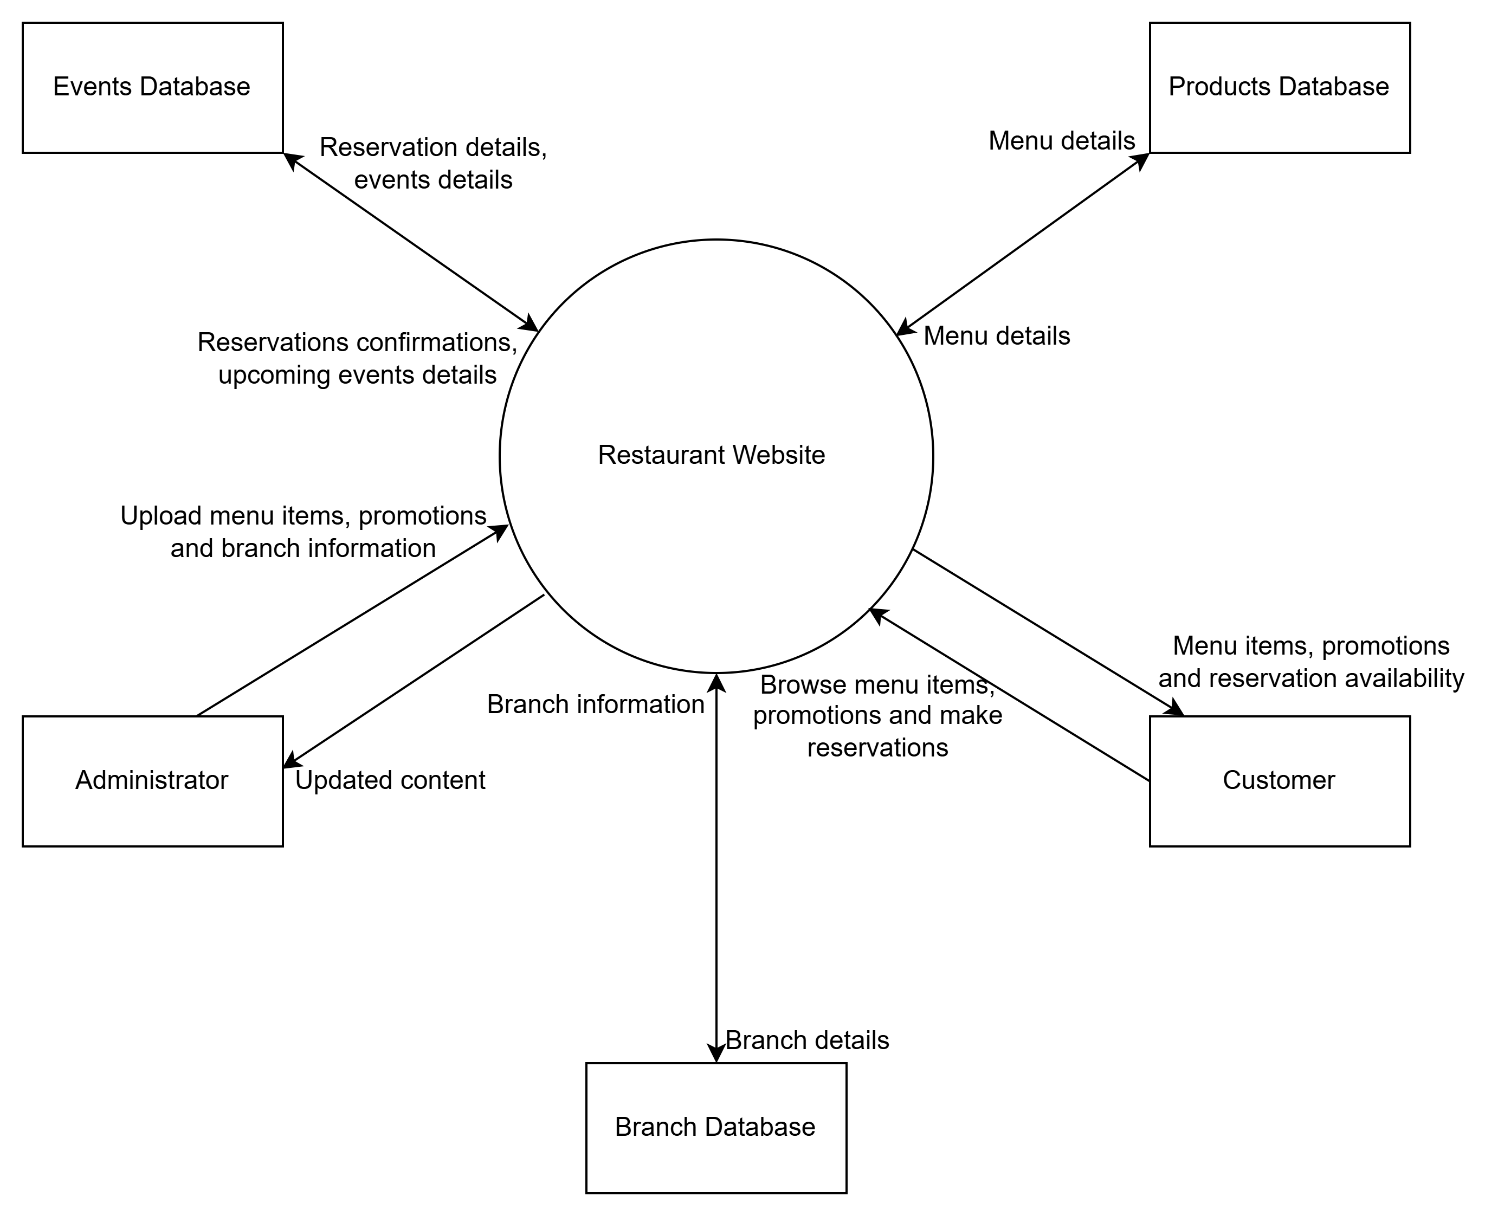 Events Database
Products Database
Reservation details,
events details
Menu details
Reservations confirmations,
upcoming events details
Menu details
Restaurant Website
Upload menu items, promotions
and branch information
Menu items, promotions
and reservation availability
Branch information
Browse menu items,
promotions and make
reservations
Administrator
Updated content
Customer
Branch details
Branch Database